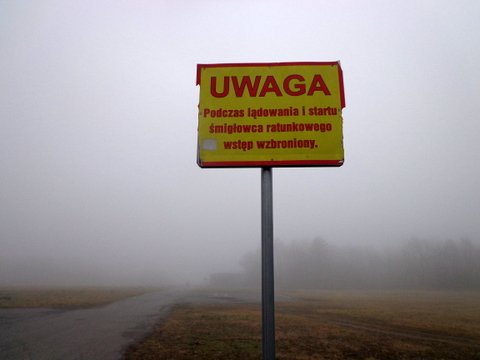 UWAGA
Podczas lądowania i startu
śmigłowca ratunkowego
wstęp wzbroniony.